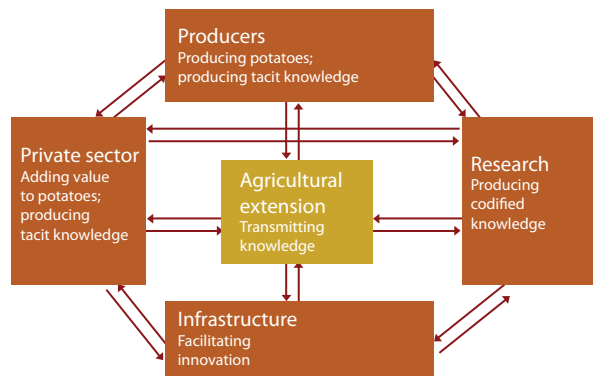 Producers
Producing potatoes;
producing tacit knowledge
Private sector
Adding value
to potatoes;
producing
tacit knowledge
Agricultural
extension
Transmitting
knowledge
Research
Producing
codified
knowledge
Infrastructure
Facilitating
innovation